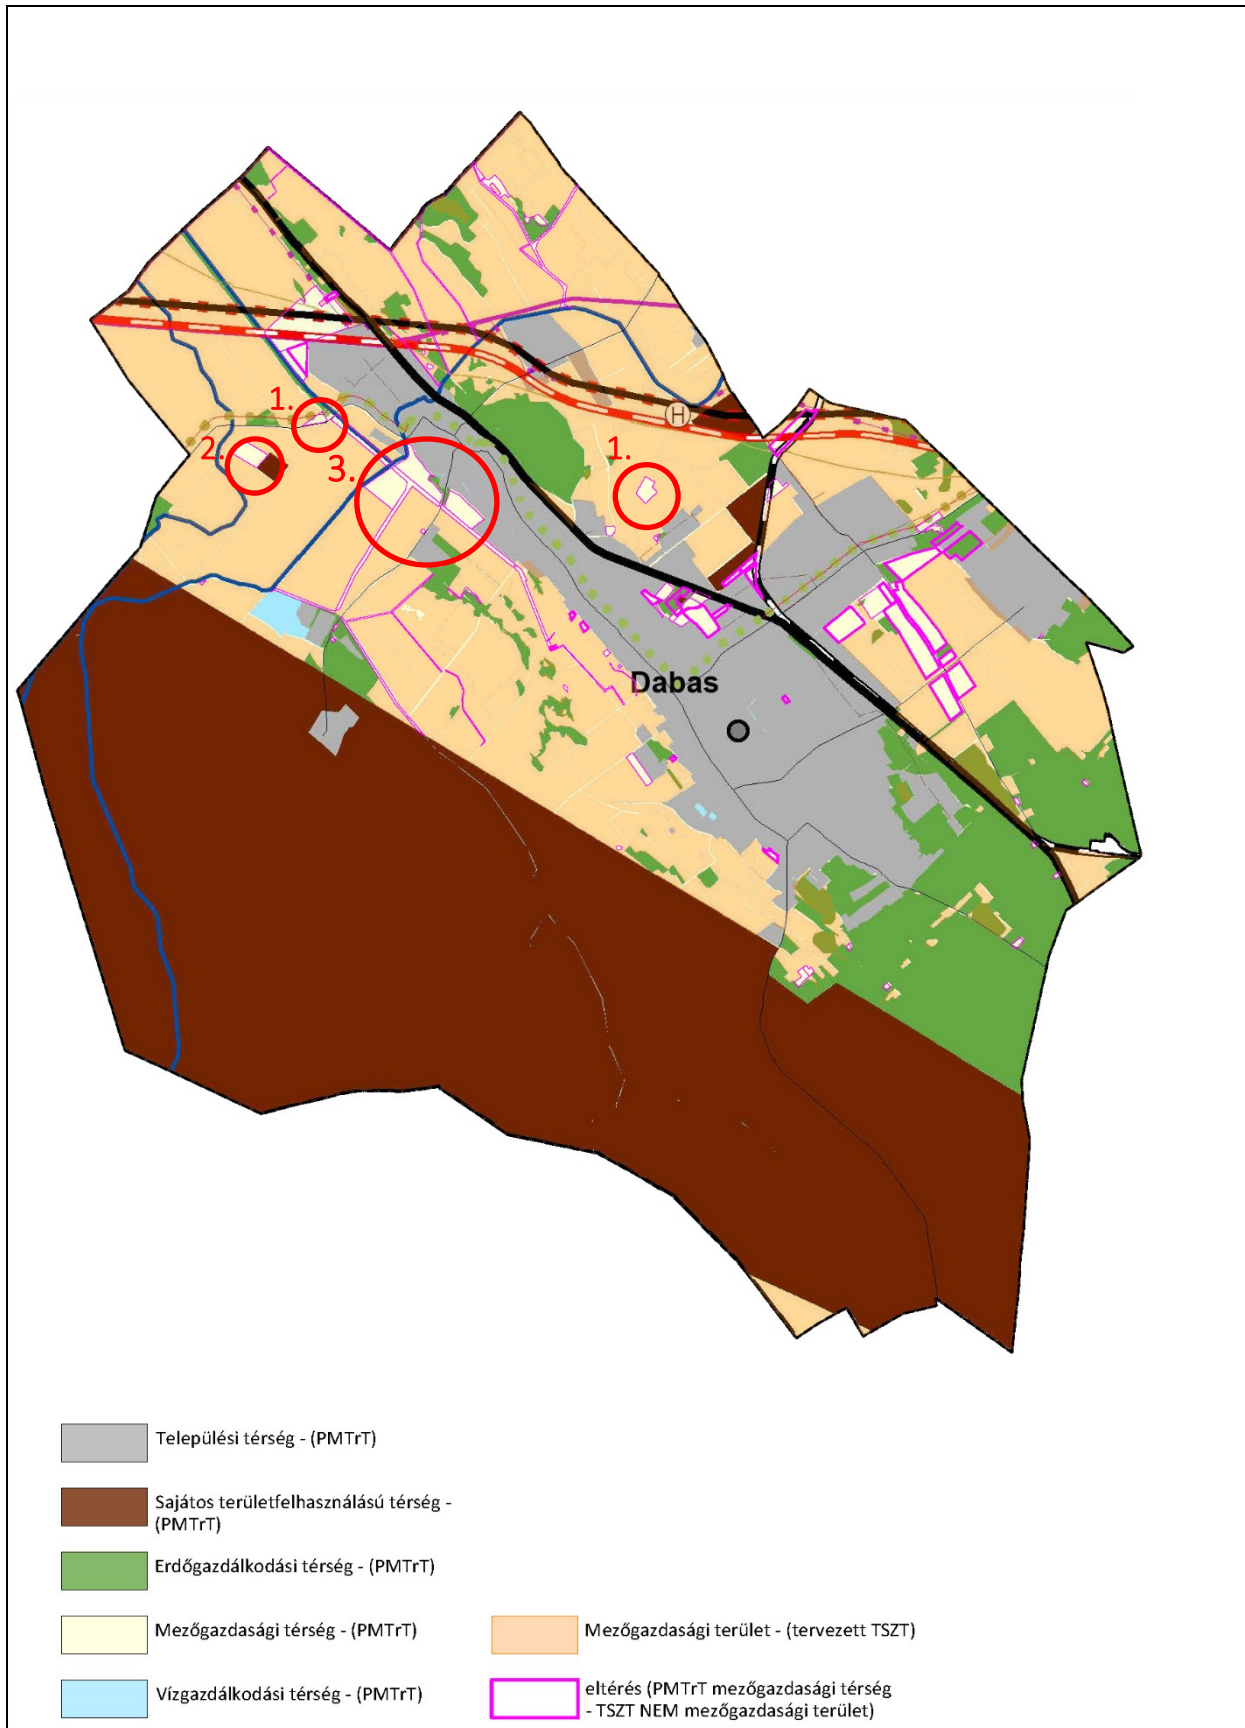 1.
2.
3.
1.
H
Dabas
Települési térség - (PMTrT)
Sajátos területfelhasználású térség -
(PMTrT)
Erdőgazdálkodási térség - (PMTrT)
Mezőgazdasági térség - (PMTrT)
Mezőgazdasági terület - (tervezett TSZT)
Vízgazdálkodási térség - (PMTrT)
eltérés (PMTrT mezőgazdasági térség
- TSZT NEM mezőgazdasági terület)